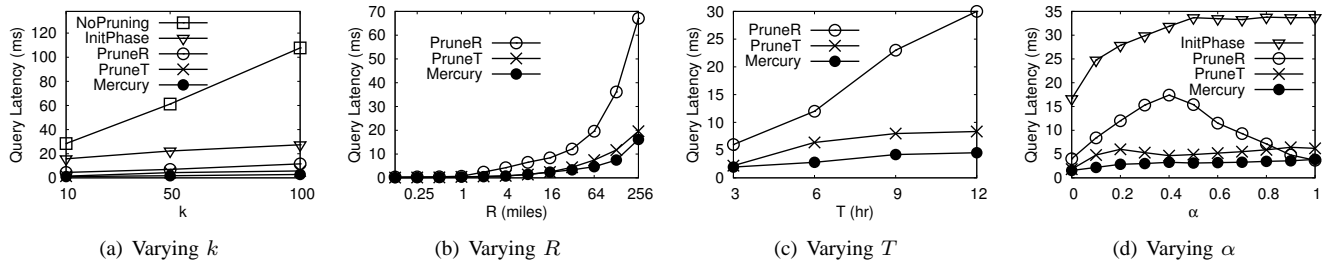 Query Latency (ms)
120
100
80
60
40
20
0
NoPruning
InitPhase
PruneR
PruneT
Mercury
10 50 100
k
(a) Varying k
Query Latency (ms)
70
60
50
40
30
20
10
0
PruneR
PruneT
Mercury
0.25 1 4 16 64 256
R (miles)
(b) Varying R
Query Latency (ms)
30
25
20
15
10
5
0
PruneR
PruneT
Mercury
3 6 9 12
T (hr)
(c) Varying T
Query Latency (ms)
35
30
25
20
15
10
5
0
InitPhase
PruneR
PruneT
Mercury
0 0.2 0.4 0.6 0.8 1
α
(d) Varying α